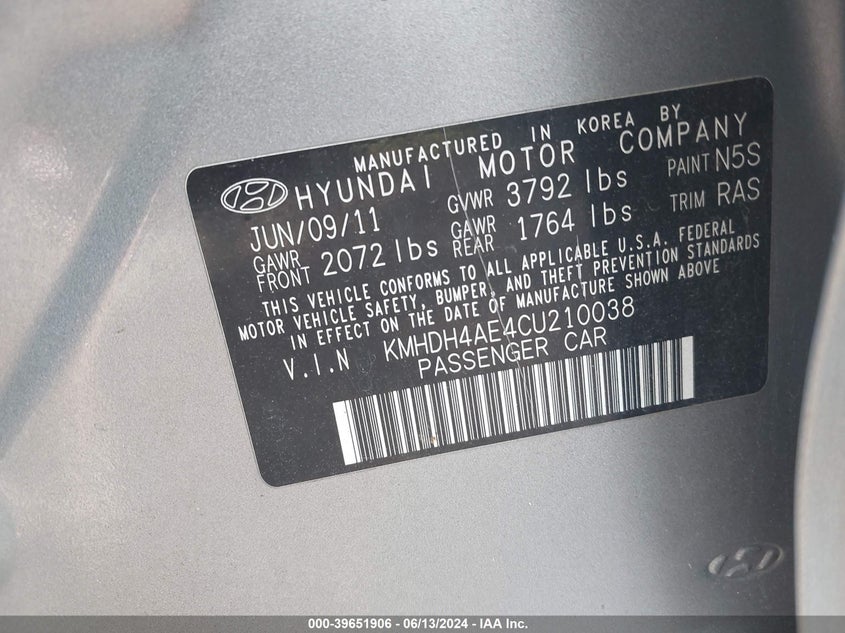 MANUFACTURED IN KOREA BY
HYUNDAI MOTOR COMPANY
JUN/09/11 GVWR 3792 lbs PAINT N5S
GAWR FRONT 2072 lbs GAWR REAR 1764 lbs TRIM RAS
THIS VEHICLE CONFORMS TO ALL APPLICABLE U.S.A. FEDERAL
MOTOR VEHICLE SAFETY, BUMPER, AND THEFT PREVENTION STANDARDS
IN EFFECT ON THE DATE OF MANUFACTURE SHOWN ABOVE
V.I.N KMHDH4AE4CU210038
PASSENGER CAR
000-39651906 - 06/13/2024 - IAA Inc.